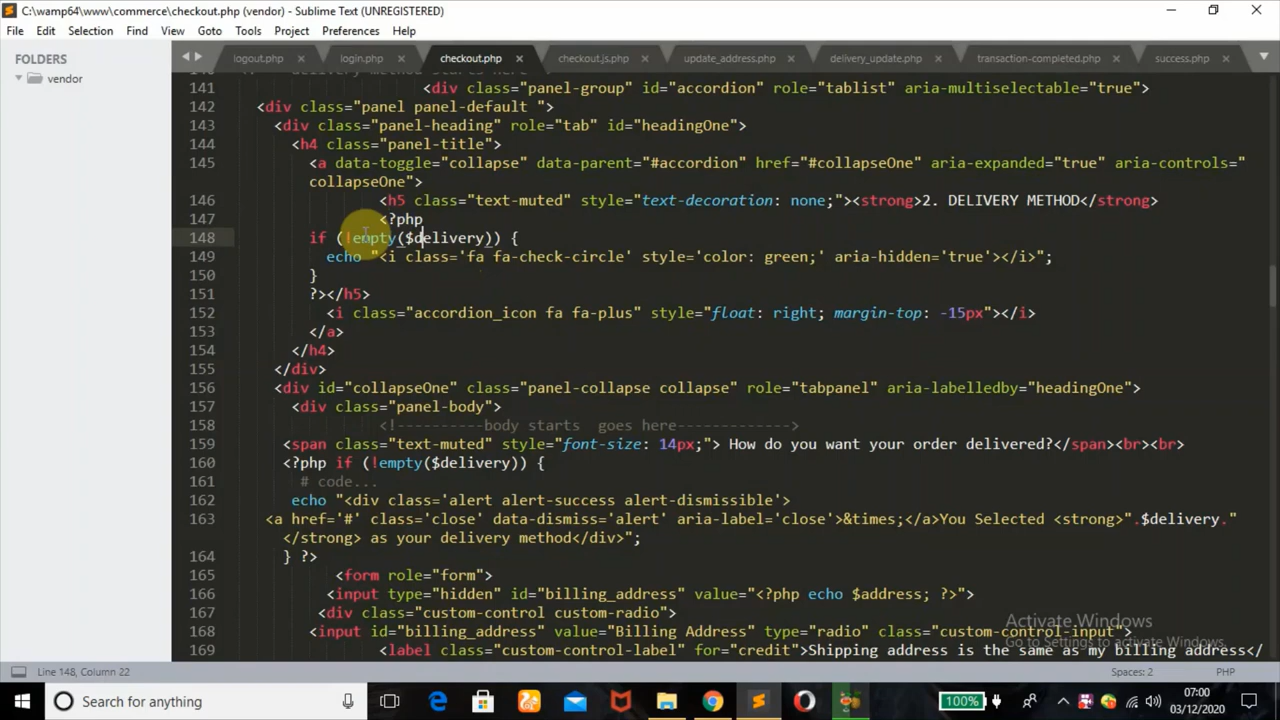 C:\wamp64\www\commerce\checkout.php (vendor) - Sublime Text (UNREGISTERED)
File Edit Selection Find View Goto Tools Project Preferences Help
FOLDERS
vendor
logout.php login.php checkout.php checkout.js.php update_address.php delivery_update.php transaction-completed.php success.php
140 delivery method starts here
141 <div class="panel-group" id="accordion" role="tablist" aria-multiselectable="true">
142 <div class="panel panel-default ">
143 <div class="panel-heading" role="tab" id="headingOne">
144 <h4 class="panel-title">
145 <a data-toggle="collapse" data-parent="#accordion" href="#collapseOne" aria-expanded="true" aria-controls="
collapseOne">
146 <h5 class="text-muted" style="text-decoration: none;"><strong>2. DELIVERY METHOD</strong>
147 <?php
148 if (!empty($delivery)) {
149 echo "<i class='fa fa-check-circle' style='color: green;' aria-hidden='true'></i>";
150 }
151 ?></h5>
152 <i class="accordion_icon fa fa-plus" style="float: right; margin-top: -15px"></i>
153 </a>
154 </h4>
155 </div>
156 <div id="collapseOne" class="panel-collapse collapse" role="tabpanel" aria-labelledby="headingOne">
157 <div class="panel-body">
158 <!----------body starts  goes here------------->
159 <span class="text-muted" style="font-size: 14px;"> How do you want your order delivered?</span><br><br>
160 <?php if (!empty($delivery)) {
161 # code...
162 echo "<div class='alert alert-success alert-dismissible'>
163 <a href='#' class='close' data-dismiss='alert' aria-label='close'>&times;</a>You Selected <strong>".$delivery."
</strong> as your delivery method</div>";
164 } ?>
165 <form role="form">
166 <input type="hidden" id="billing_address" value="<?php echo $address; ?>">
167 <div class="custom-control custom-radio">
168 <input id="billing_address" value="Billing Address" type="radio" class="custom-control-input">
169 <label class="custom-control-label" for="credit">Shipping address is the same as my billing address</
Activate Windows
Go to Settings to activate Windows.
Line 148, Column 22
Spaces: 2
PHP
Search for anything
100%
07:00
03/12/2020